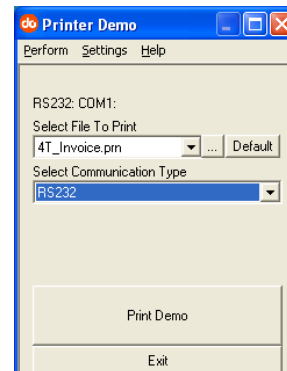 do Printer Demo
Perform Settings Help
RS232: COM1:
Select File To Print
4T_Invoice.prn ... Default
Select Communication Type
RS232
Print Demo
Exit